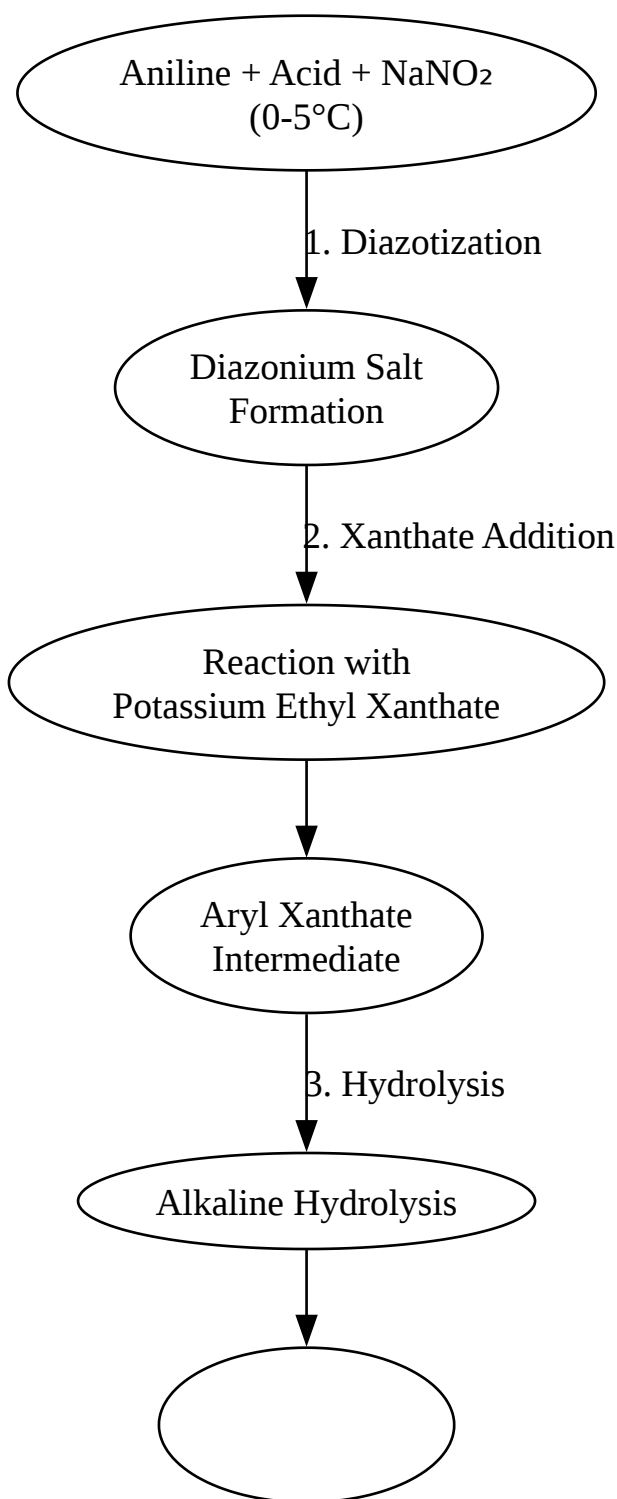 Aniline + Acid + NaNO₂
(0-5°C)
1. Diazotization
Diazonium Salt
Formation
2. Xanthate Addition
Reaction with
Potassium Ethyl Xanthate
Aryl Xanthate
Intermediate
3. Hydrolysis
Alkaline Hydrolysis